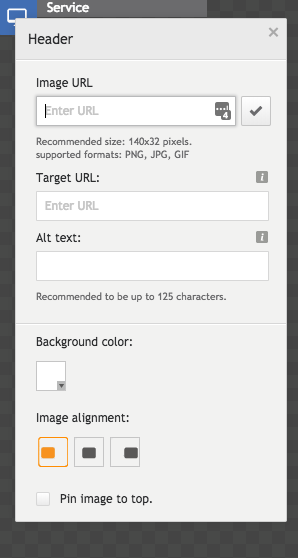 Service
Header
×
Image URL
Enter URL
4
Recommended size: 140x32 pixels.
supported formats: PNG, JPG, GIF
Target URL:
i
Enter URL
Alt text:
i
Recommended to be up to 125 characters.
Background color:
Image alignment:
Pin image to top.